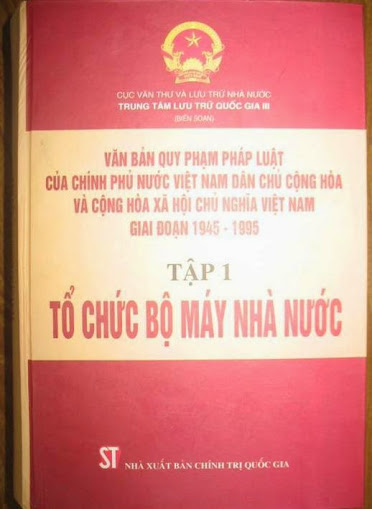 CỤC VĂN THƯ VÀ LƯU TRỮ NHÀ NƯỚC
TRUNG TÂM LƯU TRỮ QUỐC GIA III
(BIÊN SOẠN)
VĂN BẢN QUY PHẠM PHÁP LUẬT
CỦA CHÍNH PHỦ NƯỚC VIỆT NAM DÂN CHỦ CỘNG HÒA
VÀ CỘNG HÒA XÃ HỘI CHỦ NGHĨA VIỆT NAM
GIAI ĐOẠN 1945 - 1995
TẬP 1
TỔ CHỨC BỘ MÁY NHÀ NƯỚC
ST NHÀ XUẤT BẢN CHÍNH TRỊ QUỐC GIA